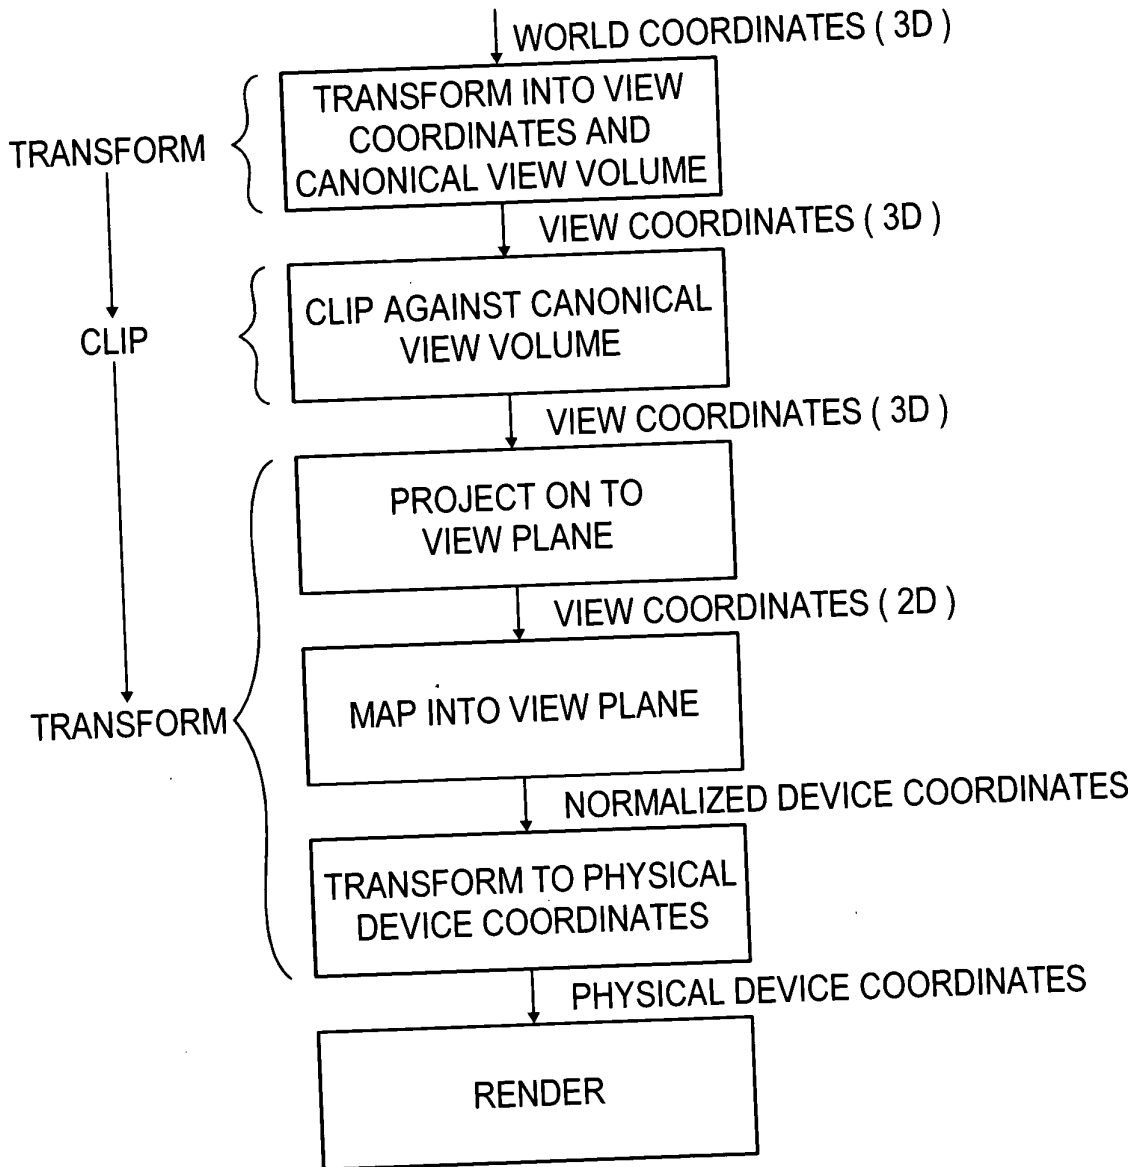 WORLD COORDINATES ( 3D )
TRANSFORM INTO VIEW
COORDINATES AND
CANONICAL VIEW VOLUME
TRANSFORM
VIEW COORDINATES ( 3D )
CLIP AGAINST CANONICAL
VIEW VOLUME
CLIP
VIEW COORDINATES ( 3D )
PROJECT ON TO
VIEW PLANE
VIEW COORDINATES ( 2D )
MAP INTO VIEW PLANE
TRANSFORM
NORMALIZED DEVICE COORDINATES
TRANSFORM TO PHYSICAL
DEVICE COORDINATES
PHYSICAL DEVICE COORDINATES
RENDER